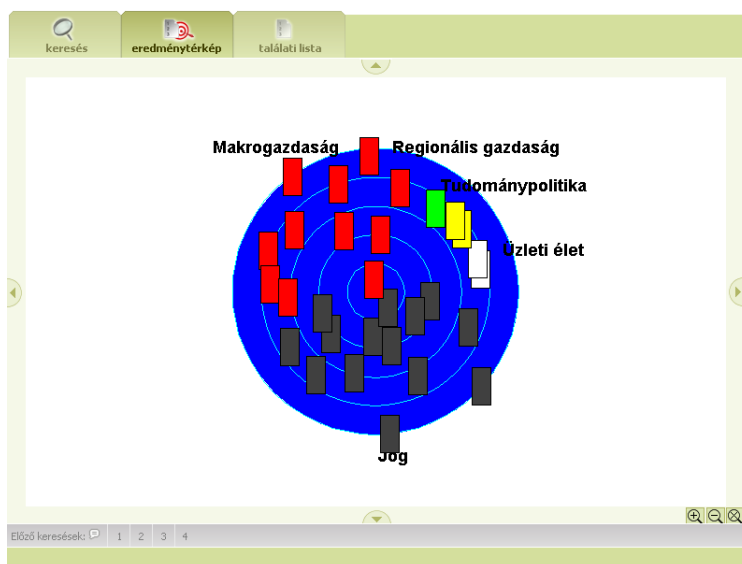 keresés
eredménytérkép
találati lista
Makrogazdaság
Regionális gazdaság
Tudománypolitika
Üzleti élet
Jog
Előző keresések:
1 2 3 4